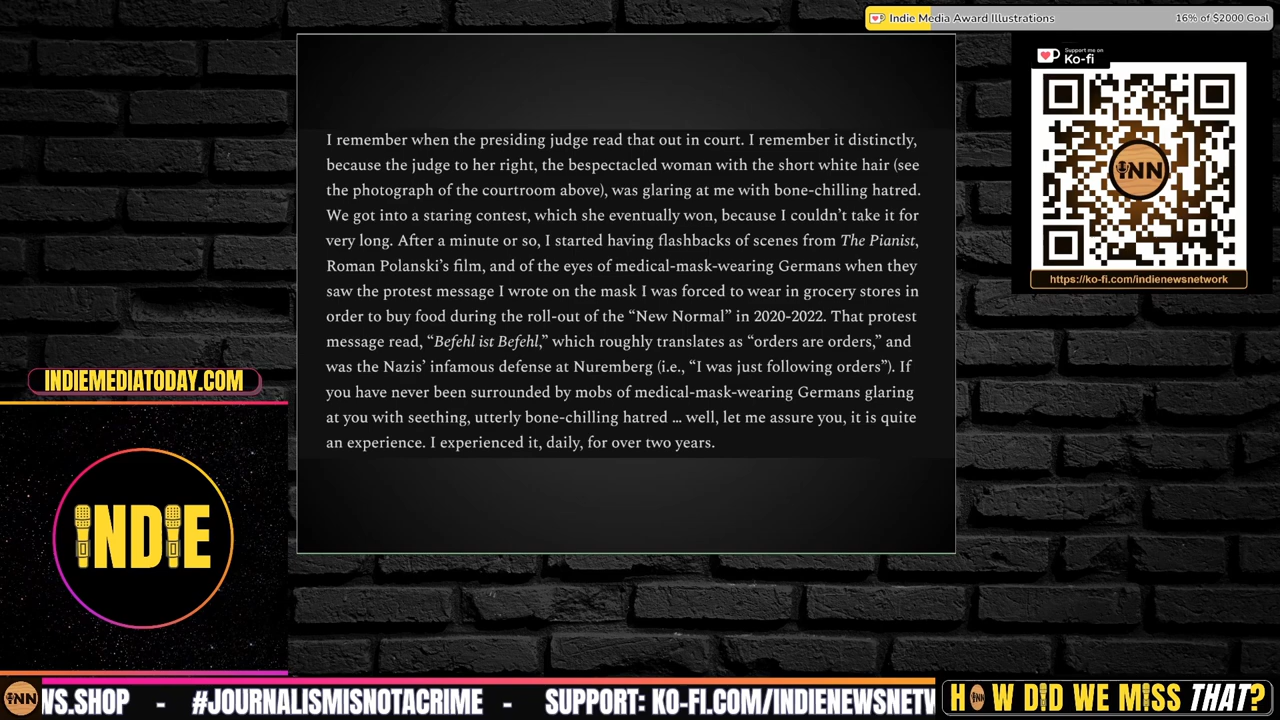 Indie Media Award Illustrations 16% of $2000 Goal
Support me on
Ko-fi
iNN
https://ko-fi.com/indienewsnetwork
I remember when the presiding judge read that out in court. I remember it distinctly,
because the judge to her right, the bespectacled woman with the short white hair (see
the photograph of the courtroom above), was glaring at me with bone-chilling hatred.
We got into a staring contest, which she eventually won, because I couldn’t take it for
very long. After a minute or so, I started having flashbacks of scenes from The Pianist,
Roman Polanski’s film, and of the eyes of medical-mask-wearing Germans when they
saw the protest message I wrote on the mask I was forced to wear in grocery stores in
order to buy food during the roll-out of the “New Normal” in 2020-2022. That protest
message read, “Befehl ist Befehl,” which roughly translates as “orders are orders,” and
was the Nazis’ infamous defense at Nuremberg (i.e., “I was just following orders”). If
you have never been surrounded by mobs of medical-mask-wearing Germans glaring
at you with seething, utterly bone-chilling hatred ... well, let me assure you, it is quite
an experience. I experienced it, daily, for over two years.
INDIEMEDIATODAY.COM
INDIE
iNN WS.SHOP - #JOURNALISMISNOTACRIME - SUPPORT: KO-FI.COM/INDIENEWSNETW
HOW DID WE MISS THAT?